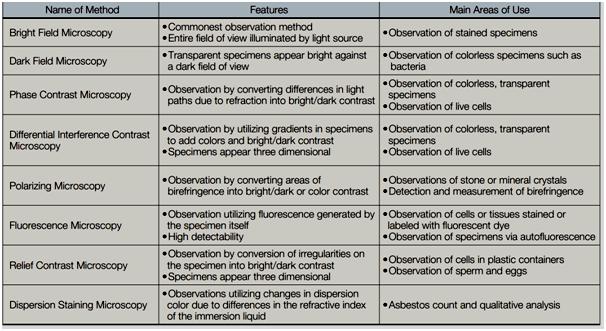 Name of Method Features Main Areas of Use
Bright Field Microscopy
•Commonest observation method
•Entire field of view illuminated by light source
•Observation of stained specimens
Dark Field Microscopy
•Transparent specimens appear bright against
a dark field of view
•Observation of colorless specimens such as
bacteria
Phase Contrast Microscopy
•Observation by converting differences in light
paths due to refraction into bright/dark contrast
•Observation of colorless, transparent
specimens
•Observation of live cells
Differential Interference Contrast
Microscopy
•Observation by utilizing gradients in specimens
to add colors and bright/dark contrast
•Specimens appear three dimensional
•Observation of colorless, transparent
specimens
•Observation of live cells
Polarizing Microscopy
•Observation by converting areas of
birefringence into bright/dark or color contrast
•Observations of stone or mineral crystals
•Detection and measurement of birefringence
Fluorescence Microscopy
•Observation utilizing fluorescence generated by
the specimen itself
•High detectability
•Observation of cells or tissues stained or
labeled with fluorescent dye
•Observation of specimens via autofluorescence
Relief Contrast Microscopy
•Observation by conversion of irregularities on
the specimen into bright/dark contrast
•Specimens appear three dimensional
•Observation of cells in plastic containers
•Observation of sperm and eggs
Dispersion Staining Microscopy
•Observations utilizing changes in dispersion
color due to differences in the refractive index
of the immersion liquid
•Asbestos count and qualitative analysis